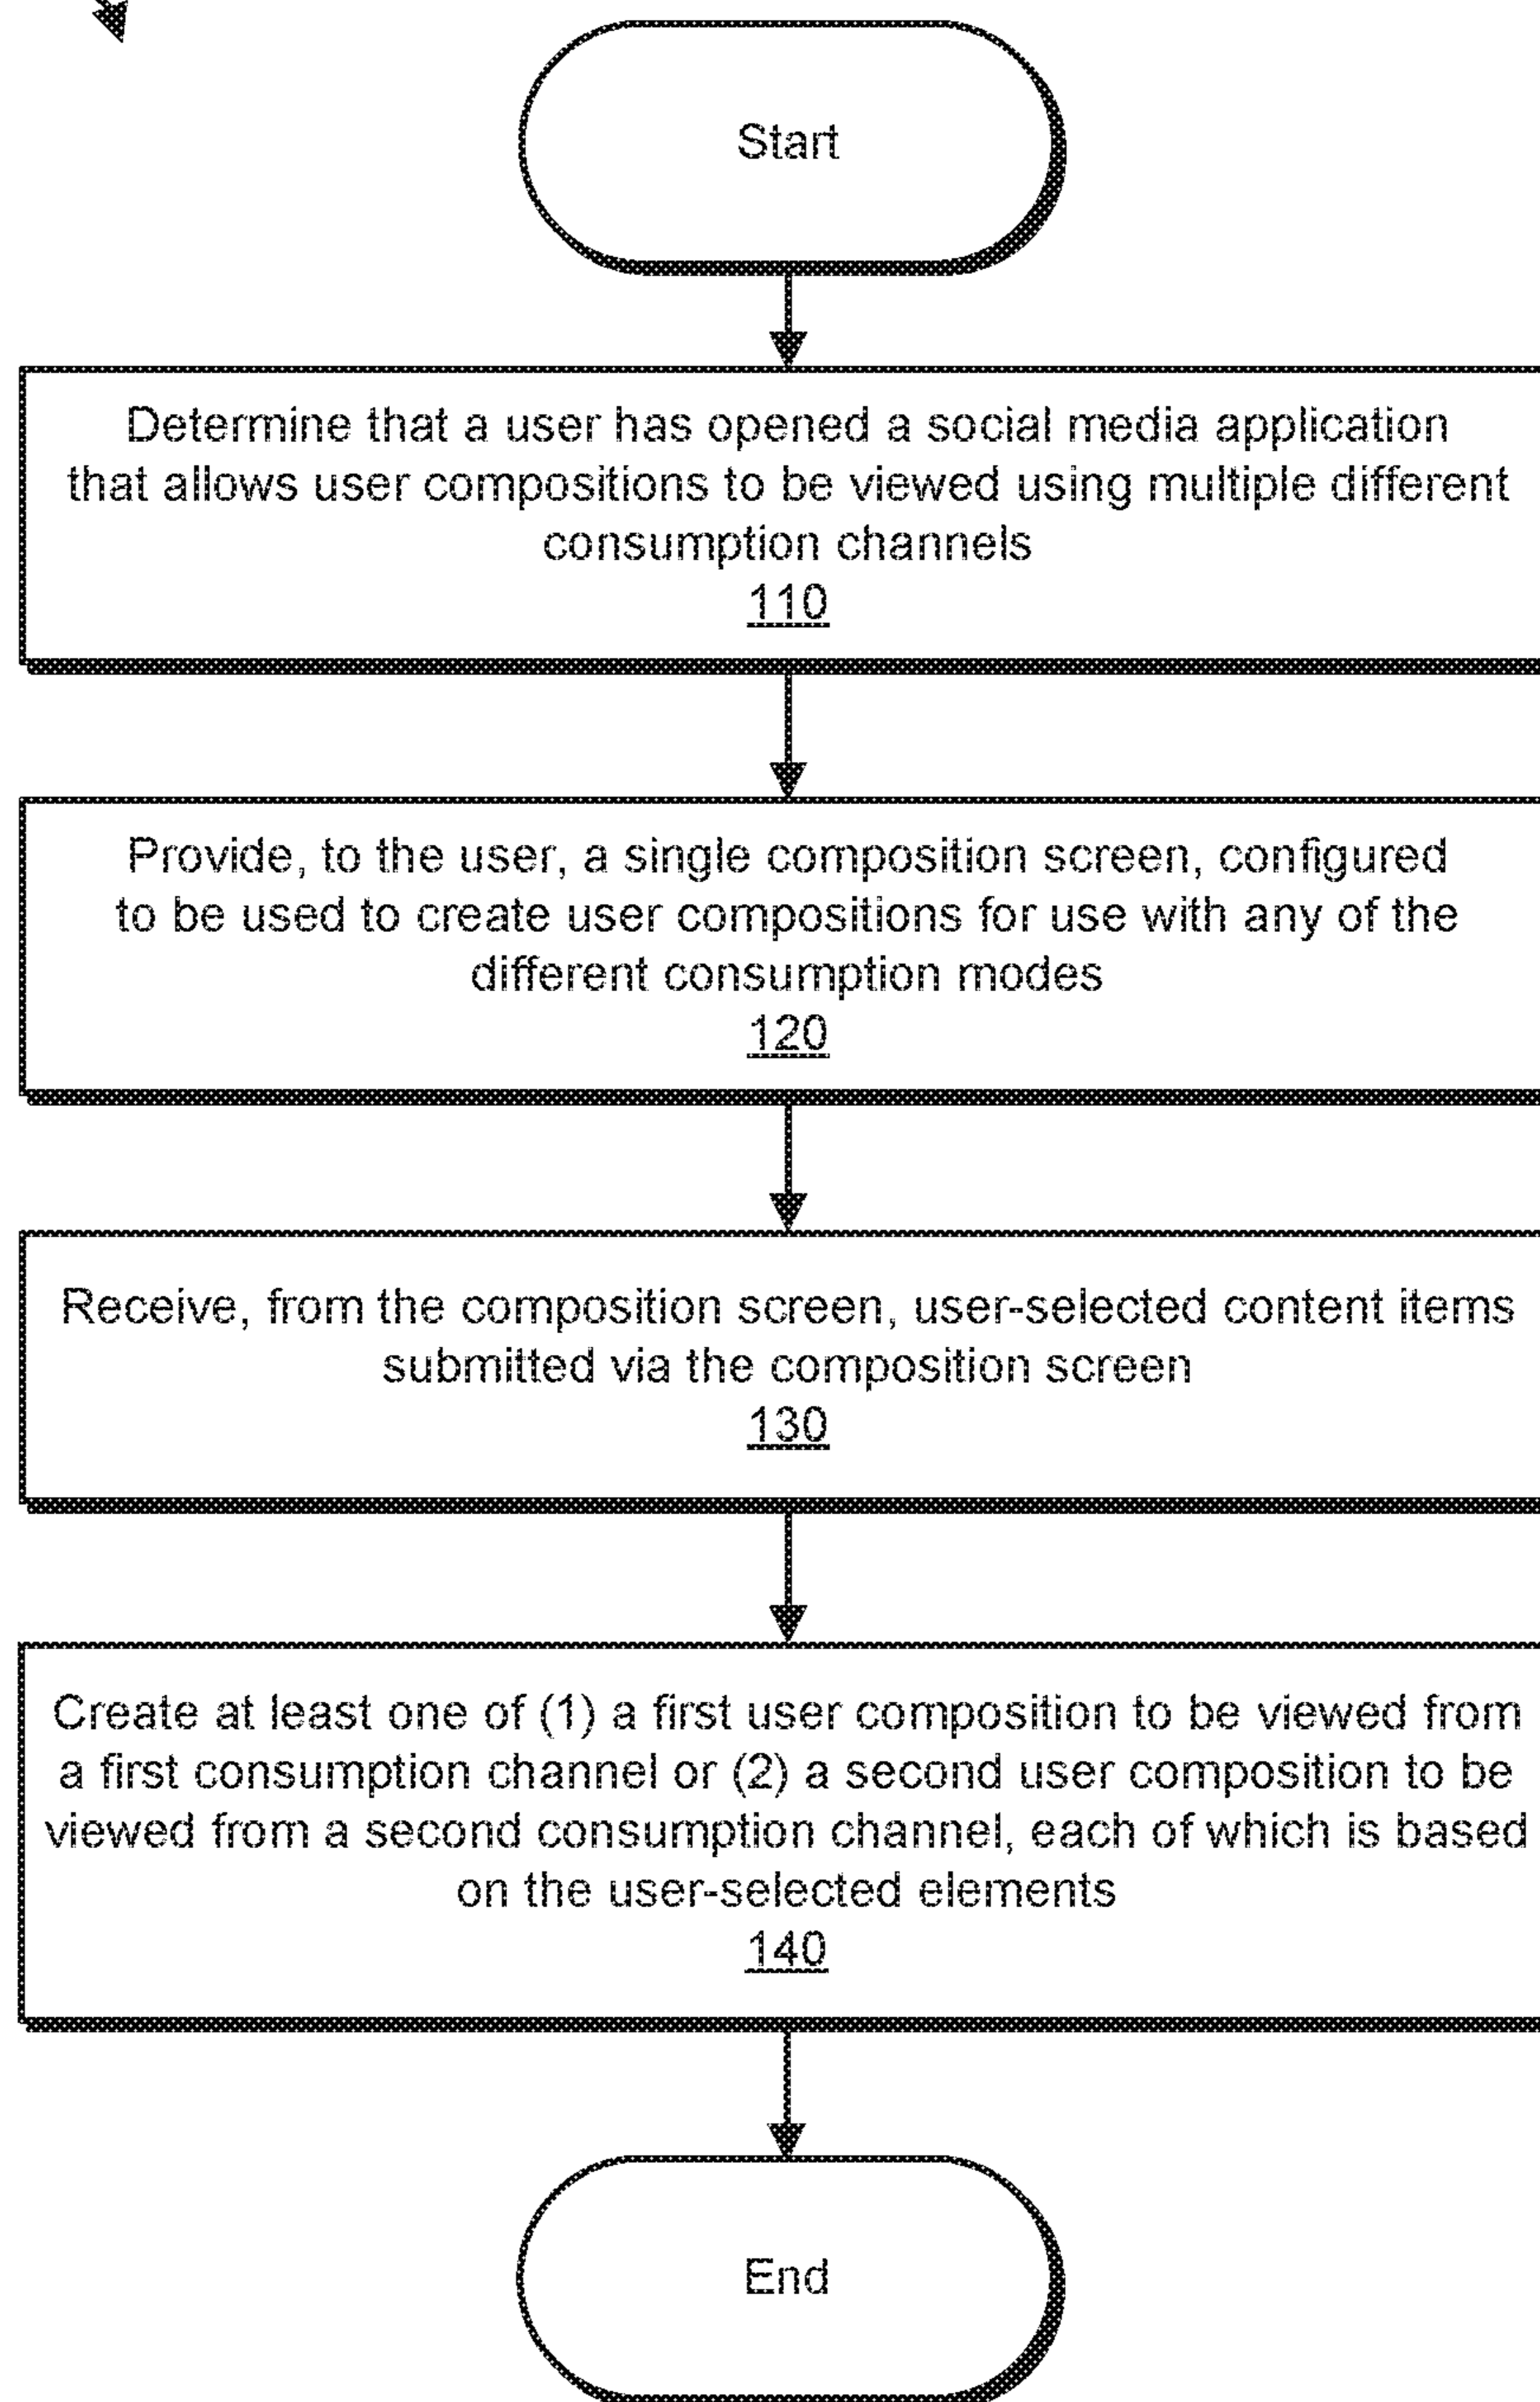 Start
Determine that a user has opened a social media application
that allows user compositions to be viewed using multiple different
consumption channels
110
Provide, to the user, a single composition screen, configured
to be used to create user compositions for use with any of the
different consumption modes
120
Receive, from the composition screen, user-selected content items
submitted via the composition screen
130
Create at least one of (1) a first user composition to be viewed from
a first consumption channel or (2) a second user composition to be
viewed from a second consumption channel, each of which is based
on the user-selected elements
140
End